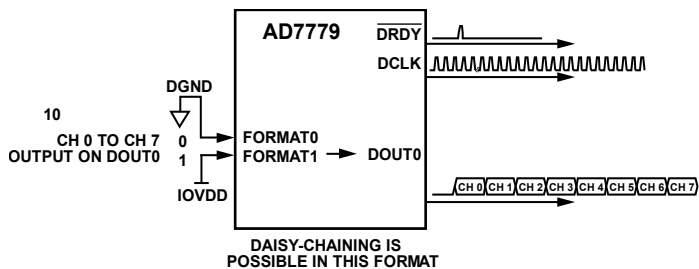 AD7779
DRDY
DCLK
DGND
10
CH 0 TO CH 7 0
OUTPUT ON DOUT0 1
FORMAT0
FORMAT1
DOUT0
IOVDD
CH 0 CH 1 CH 2 CH 3 CH 4 CH 5 CH 6 CH 7
DAISY-CHAINING IS
POSSIBLE IN THIS FORMAT